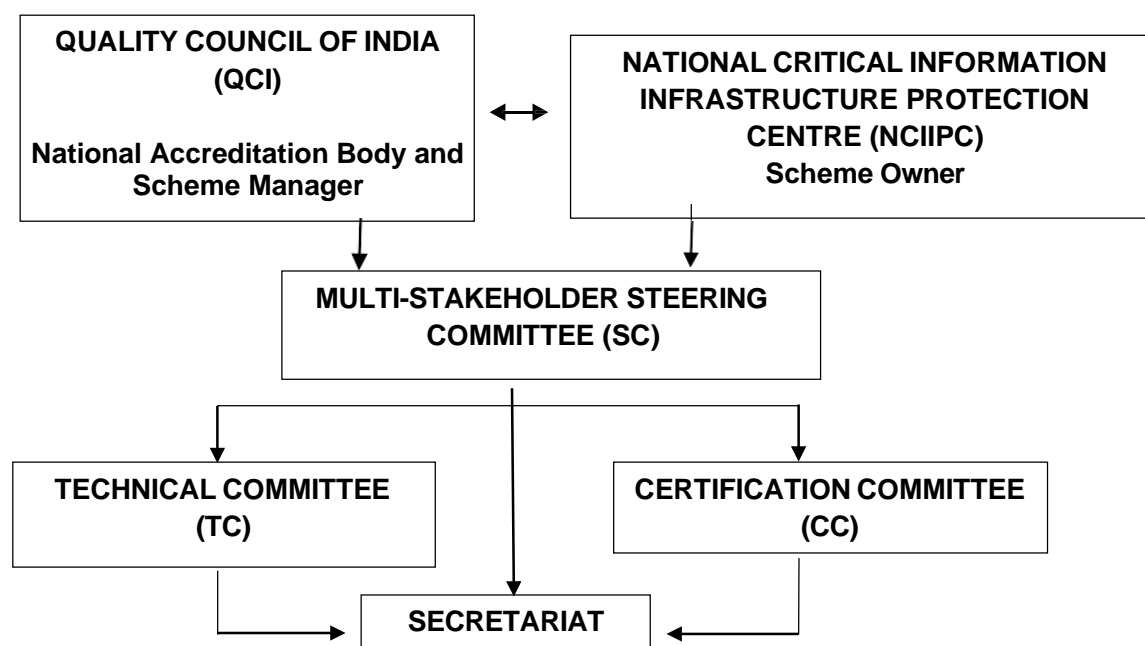 QUALITY COUNCIL OF INDIA
(QCI)
National Accreditation Body and
Scheme Manager
NATIONAL CRITICAL INFORMATION
INFRASTRUCTURE PROTECTION
CENTRE (NCIIPC)
Scheme Owner
MULTI-STAKEHOLDER STEERING
COMMITTEE (SC)
TECHNICAL COMMITTEE
(TC)
CERTIFICATION COMMITTEE
(CC)
SECRETARIAT